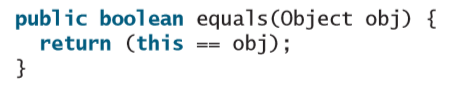 public boolean equals(Object obj) {
  return (this == obj);
}